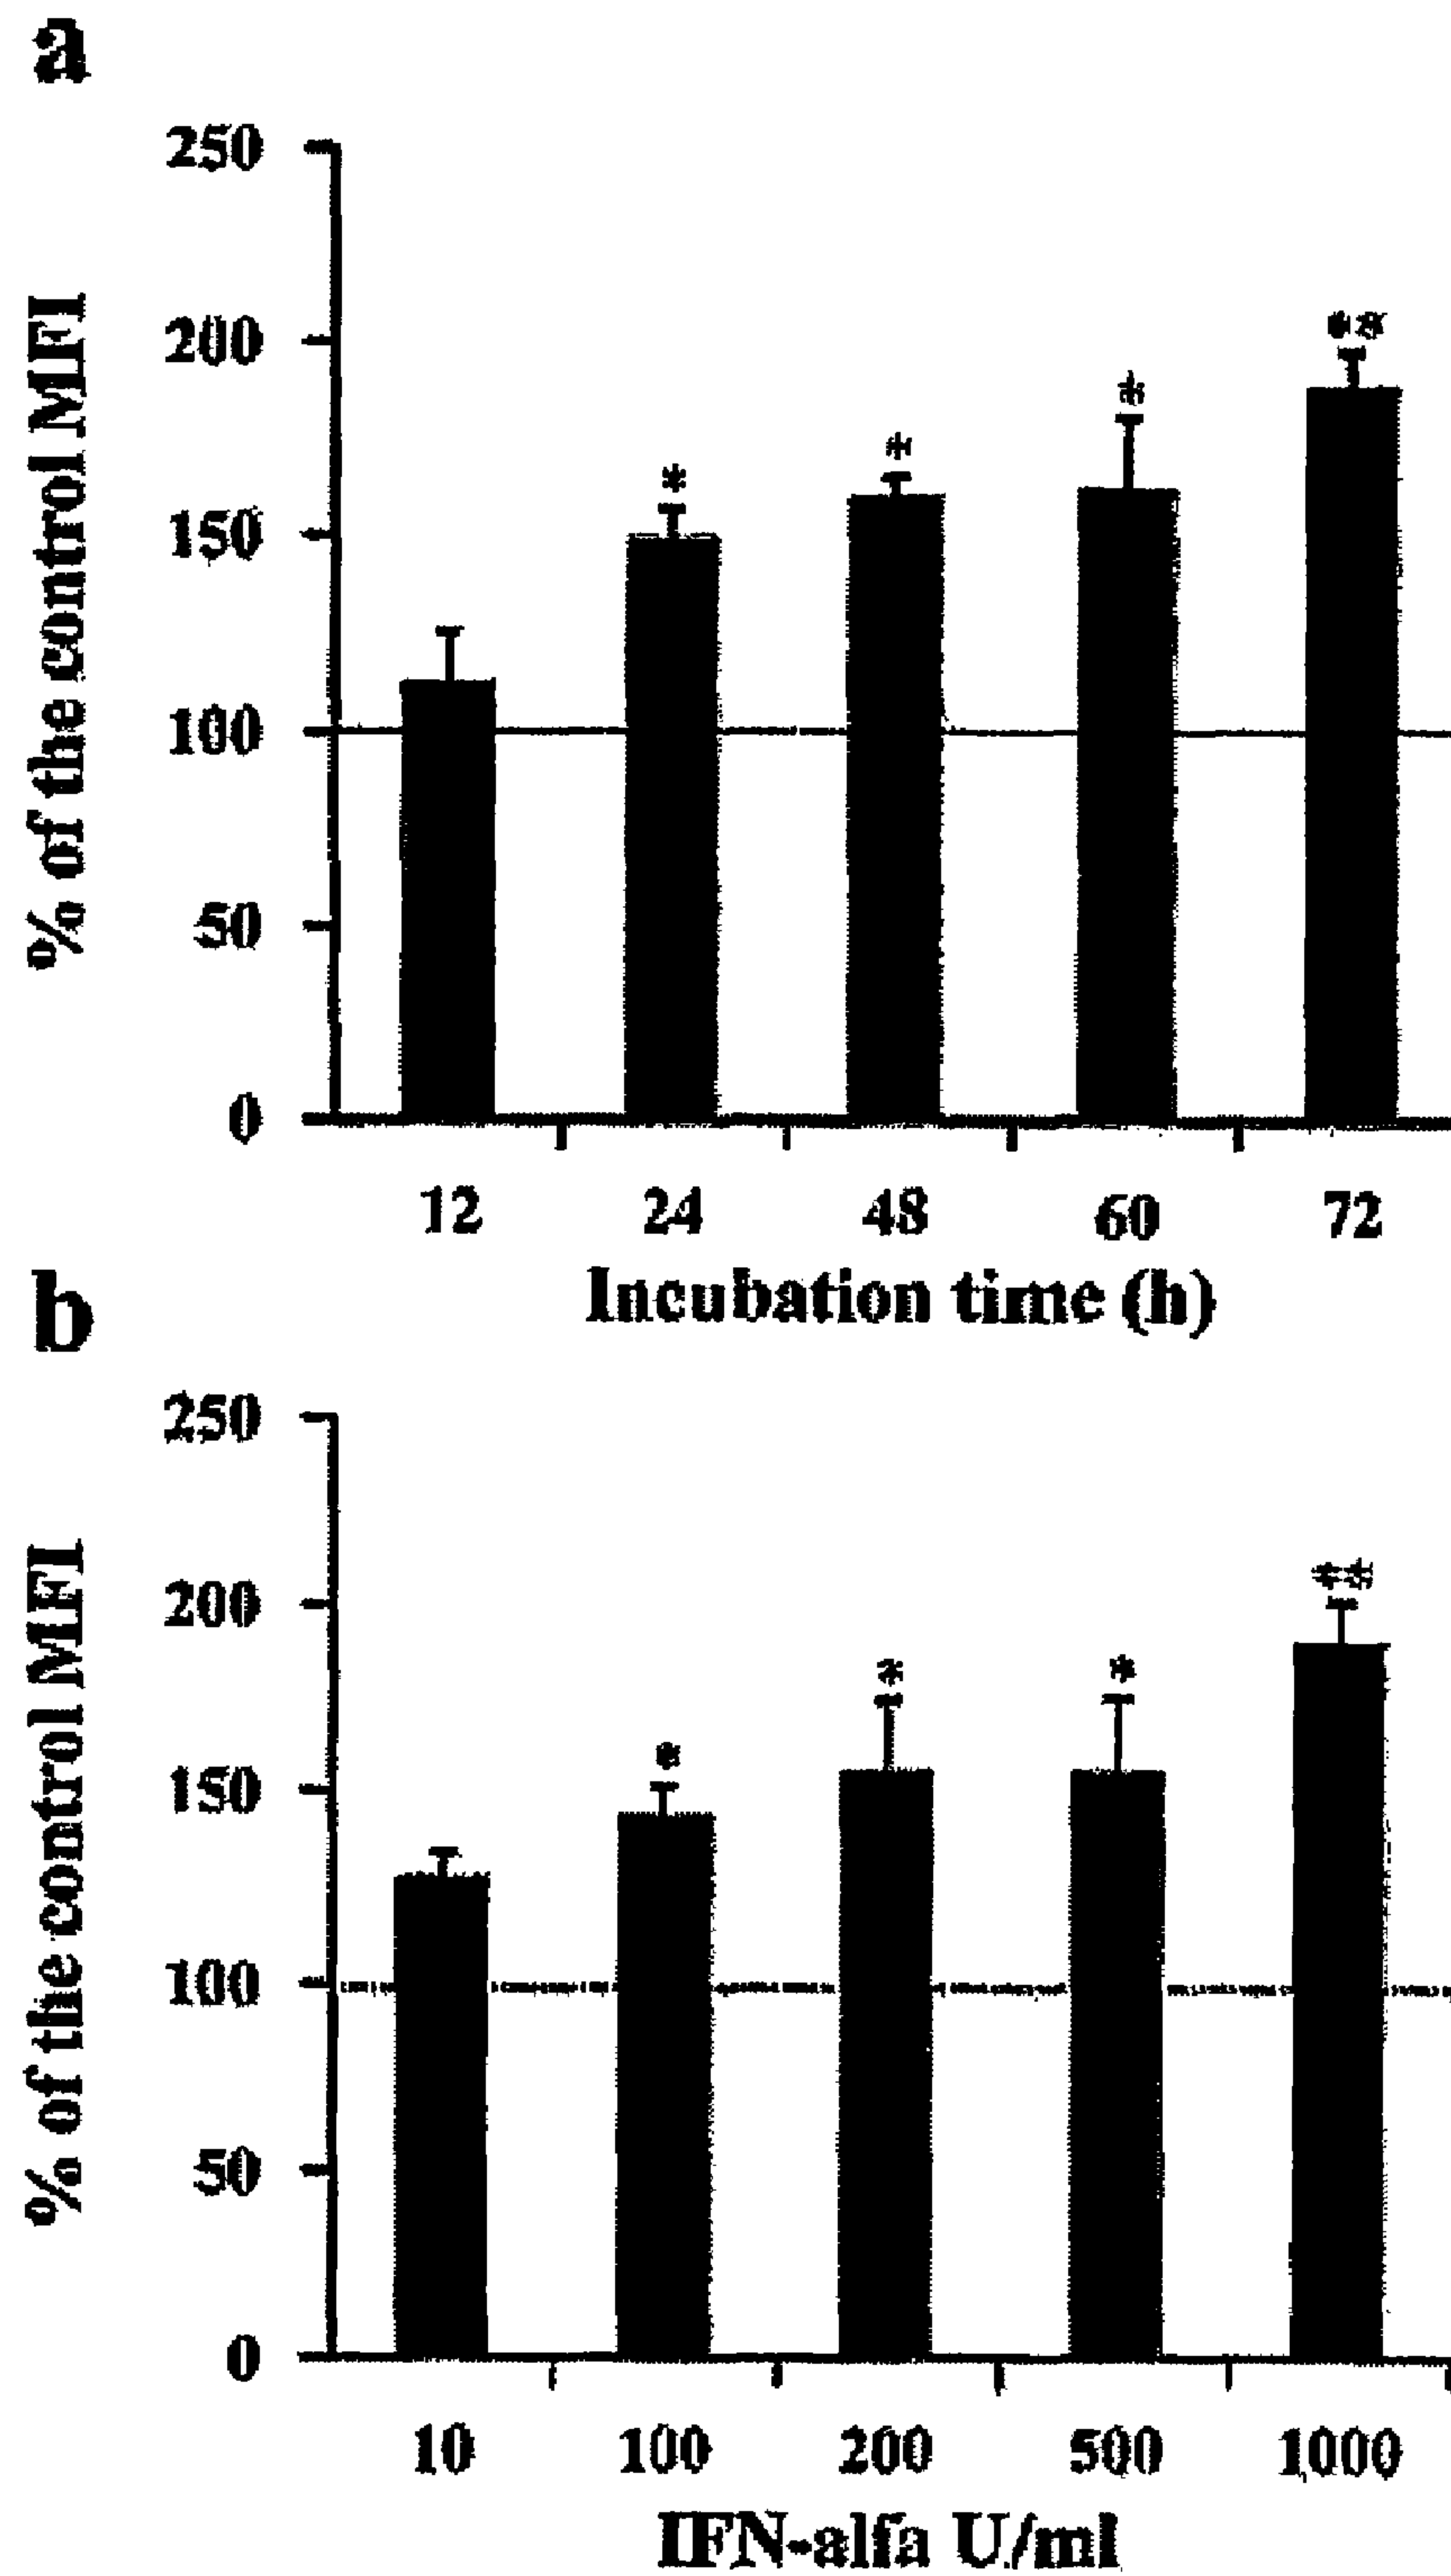 a
% of the control MFI
250
200
150
100
50
0
**
*
*
*
12 24 48 60 72
Incubation time (h)
b
% of the control MFI
250
200
150
100
50
0
**
*
*
*
10 100 200 500 1000
IFN-alfa U/ml